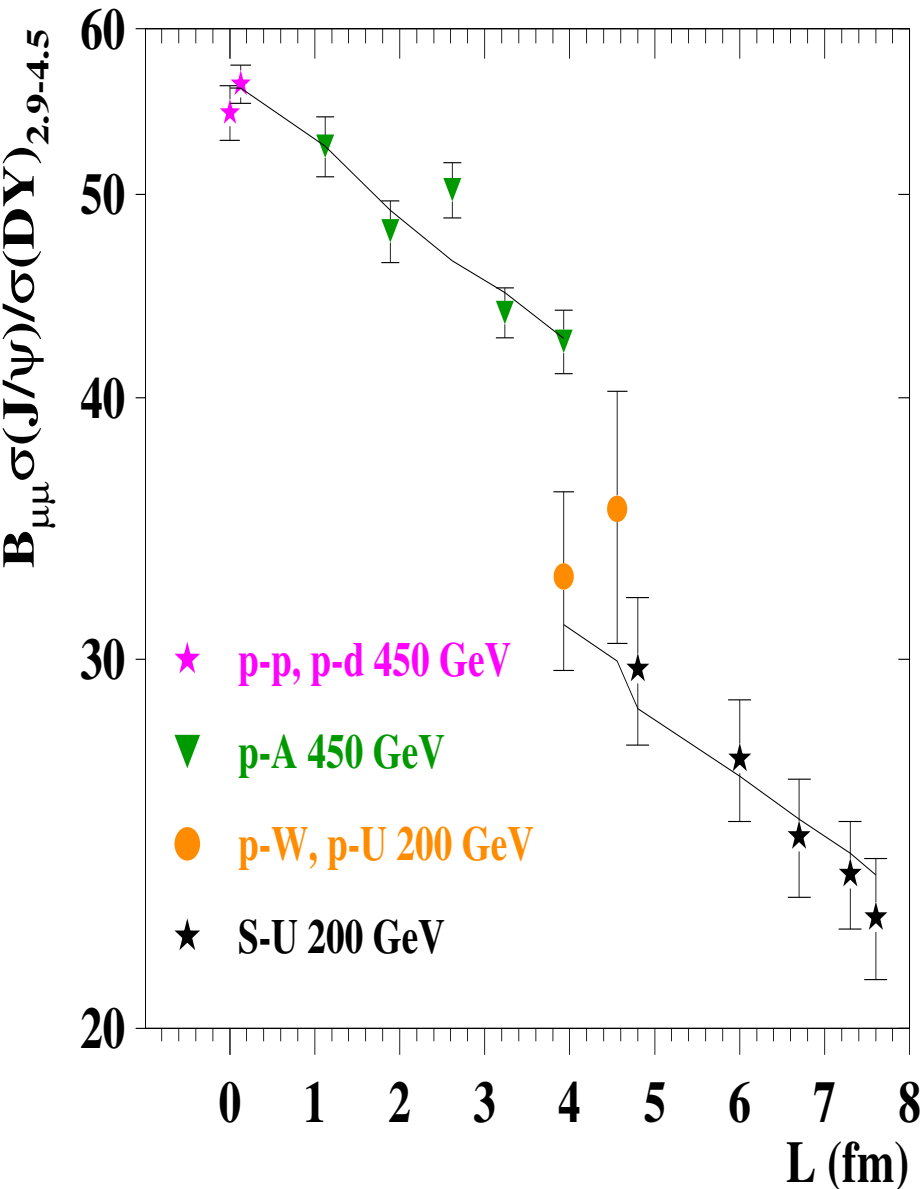 B_μμ σ(J/ψ)/σ(DY)_2.9-4.5
60
50
40
30
20
p-p, p-d 450 GeV
p-A 450 GeV
p-W, p-U 200 GeV
S-U 200 GeV
0 1 2 3 4 5 6 7 8
L (fm)